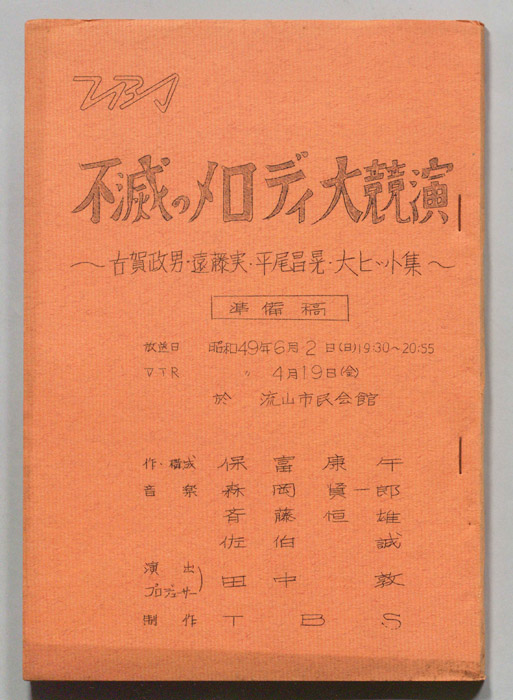 TBS
不滅のメロディ大競演
～古賀政男・遠藤実・平尾昌晃・大ヒット集～
準備稿
放送日 昭和49年6月2日(日)19:30～20:55
VTR 〃 4月19日(金)
於 流山市民会館
作・構成 保富康午
音楽 森岡賢一郎
斉藤恒雄
佐伯誠
演出
プロデューサー) 田中敦
制作 TBS